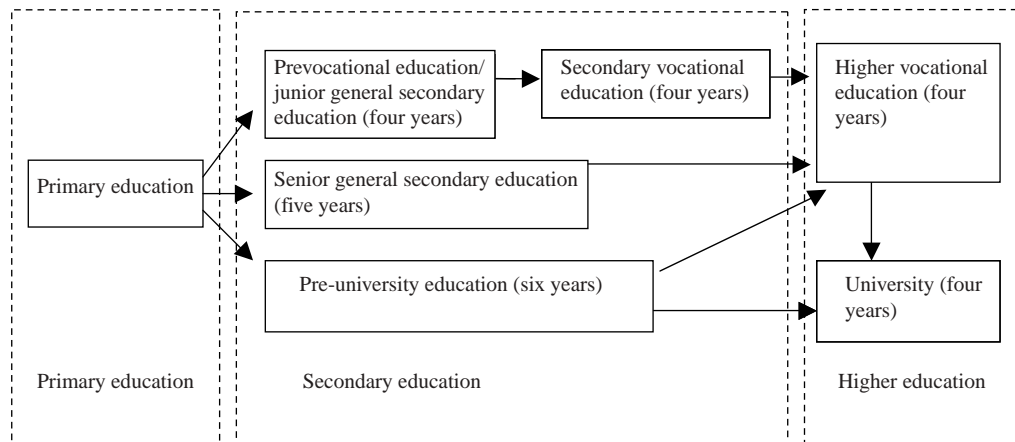 Prevocational education/
junior general secondary
education (four years)
Secondary vocational
education (four years)
Higher vocational
education (four
years)
Primary education
Senior general secondary education
(five years)
Pre-university education (six years)
University (four
years)
Primary education
Secondary education
Higher education